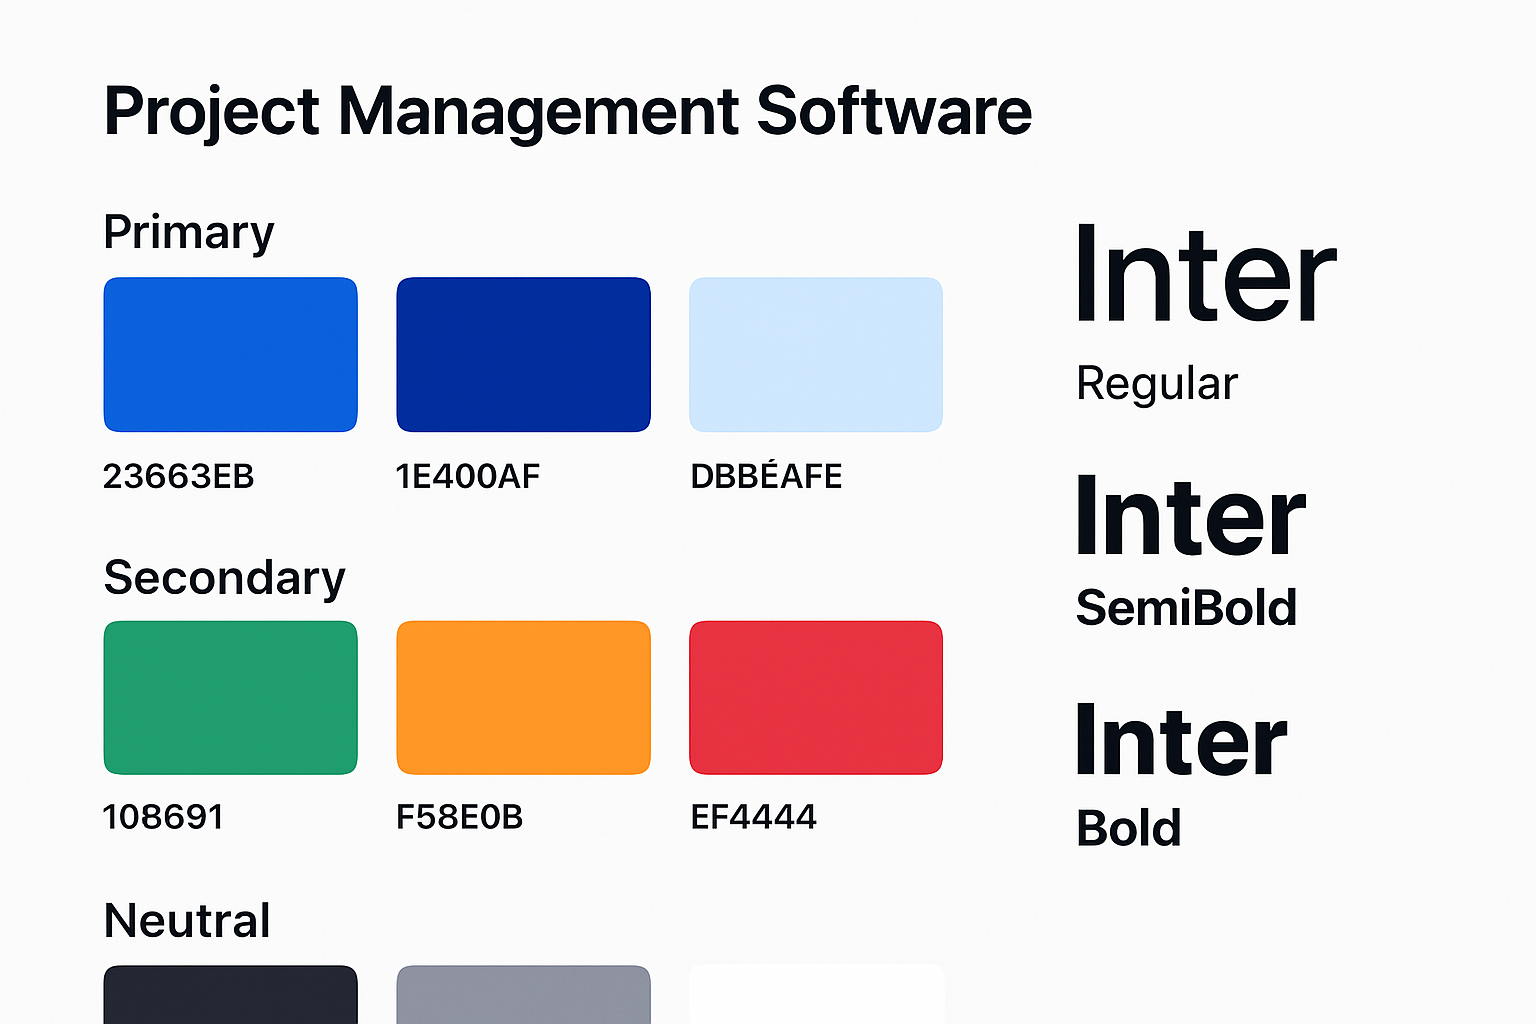 Project Management Software
Primary
23663EB
1E400AF
DBBÉAFE
Secondary
108691
F58E0B
EF4444
Neutral
Inter
Regular
Inter
SemiBold
Inter
Bold